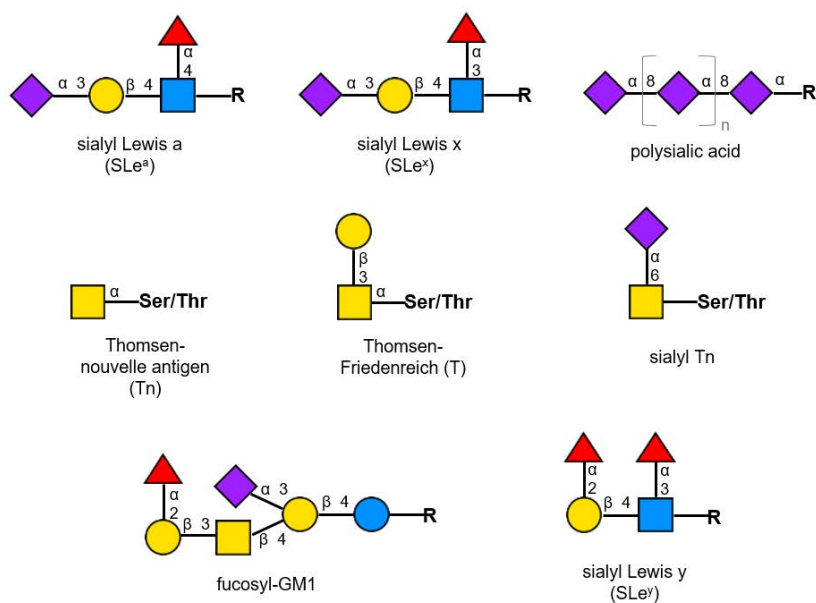 α
4
α 3 β 4 R
sialyl Lewis a
(SLeᵃ)
α
3
α 3 β 4 R
sialyl Lewis x
(SLeˣ)
α 8 α 8 α R
n
polysialic acid
α Ser/Thr
Thomsen-
nouvelle antigen
(Tn)
β
3
α Ser/Thr
Thomsen-
Friedenreich (T)
α
6
Ser/Thr
sialyl Tn
α
2
α 3
β 3 β 4 β 4 R
fucosyl-GM1
α
2
α
3
β 4 R
sialyl Lewis y
(SLeʸ)